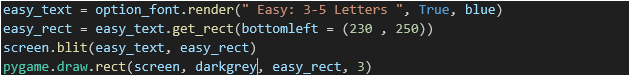 easy_text = option_font.render(" Easy: 3-5 Letters ", True, blue)
easy_rect = easy_text.get_rect(bottomleft = (230 , 250))
screen.blit(easy_text, easy_rect)
pygame.draw.rect(screen, darkgrey, easy_rect, 3)